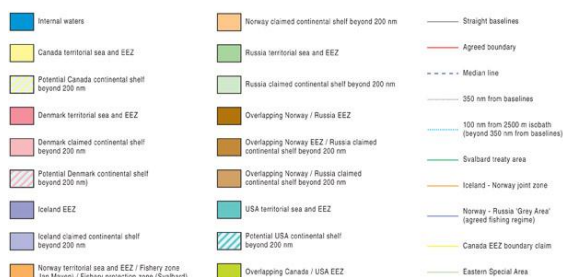 Internal waters
Canada territorial sea and EEZ
Potential Canada continental shelf
beyond 200 nm
Denmark territorial sea and EEZ
Denmark claimed continental shelf
beyond 200 nm
Potential Denmark continental shelf
beyond 200 nm)
Iceland EEZ
Iceland claimed continental shelf
beyond 200 nm
Norway territorial sea and EEZ / Fishery zone
Jan Mayen) / Fishery protection zone (Svalbard)
Norway claimed continental shelf beyond 200 nm
Russia territorial sea and EEZ
Russia claimed continental shelf beyond 200 nm
Overlapping Norway / Russia EEZ
Overlapping Norway EEZ / Russia claimed
continental shelf beyond 200 nm
Overlapping Norway / Russia claimed
continental shelf beyond 200 nm
USA territorial sea and EEZ
Potential USA continental shelf
beyond 200 nm
Overlapping Canada / USA EEZ
Straight baselines
Agreed boundary
Median line
350 nm from baselines
100 nm from 2500 m isobath
(beyond 350 nm from baselines)
Svalbard treaty area
Iceland - Norway joint zone
Norway - Russia 'Grey Area'
(agreed fishing regime)
Canada EEZ boundary claim
Eastern Special Area